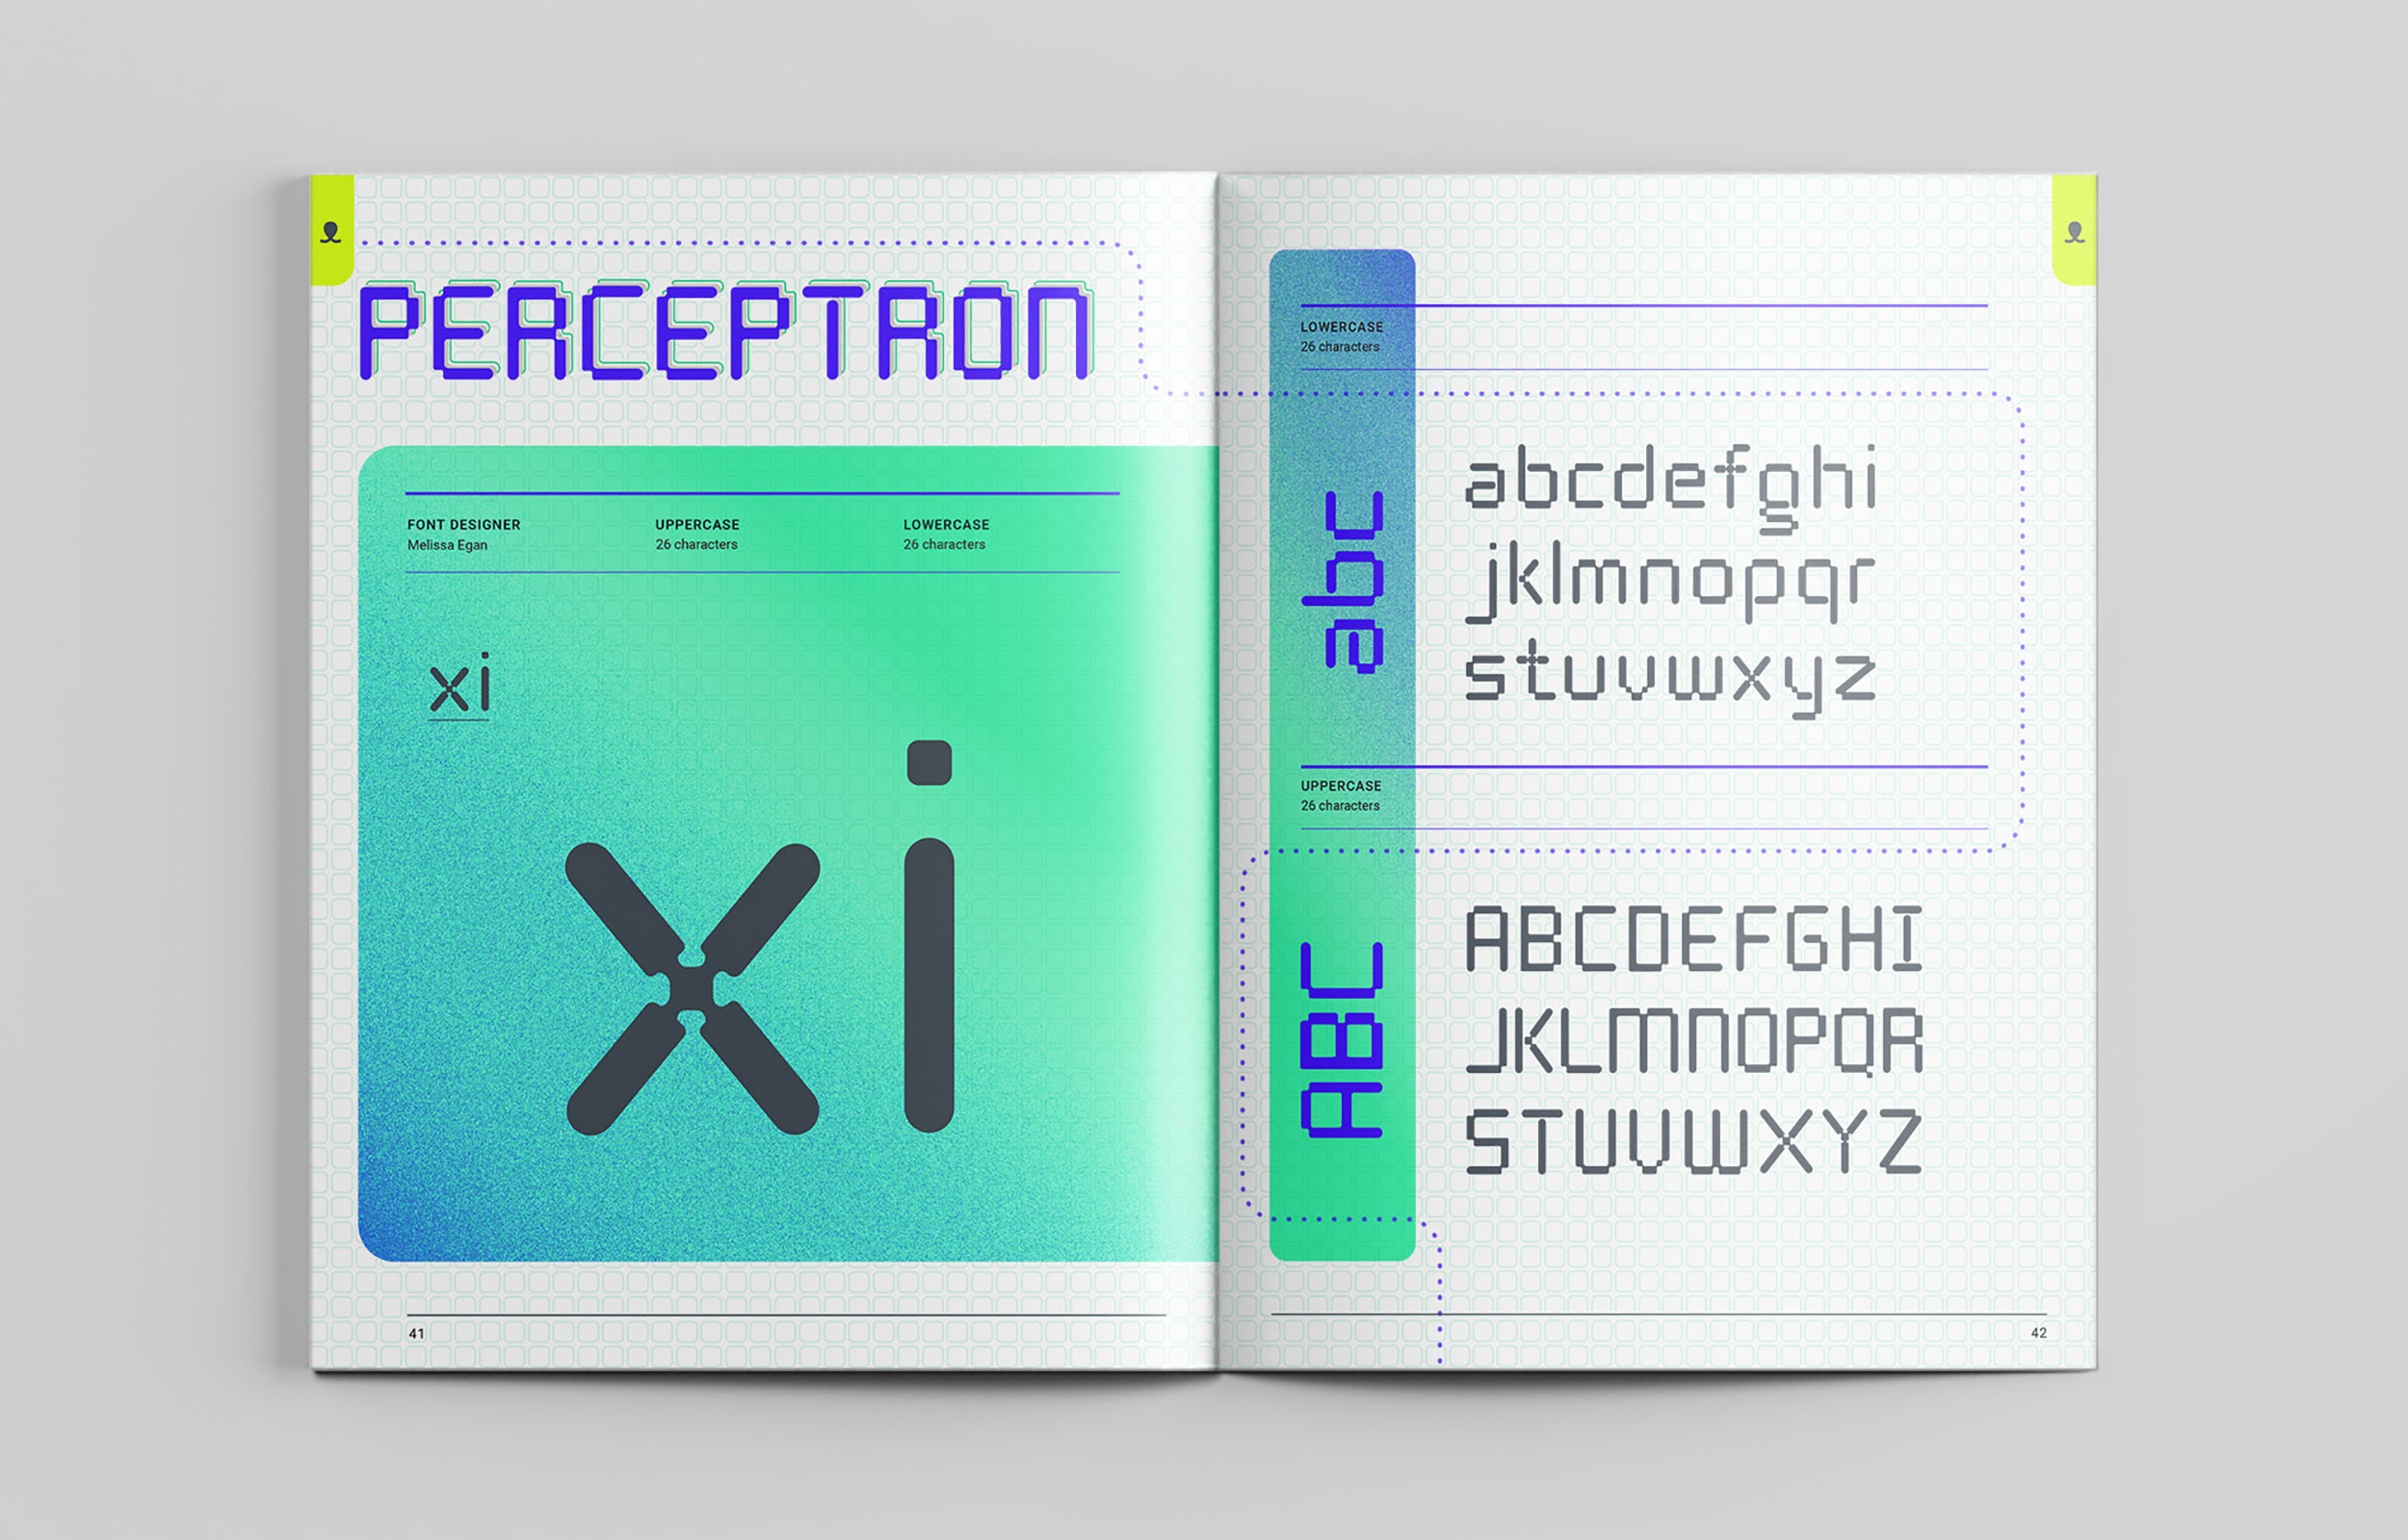 PERCEPTRON
FONT DESIGNER
Melissa Egan
UPPERCASE
26 characters
LOWERCASE
26 characters
xi
xi
41
LOWERCASE
26 characters
abc
abcdefghi
jklmnopqr
stuvwxyz
UPPERCASE
26 characters
ABC
ABCDEFGHI
JKLMNOPQR
STUVWXYZ
42